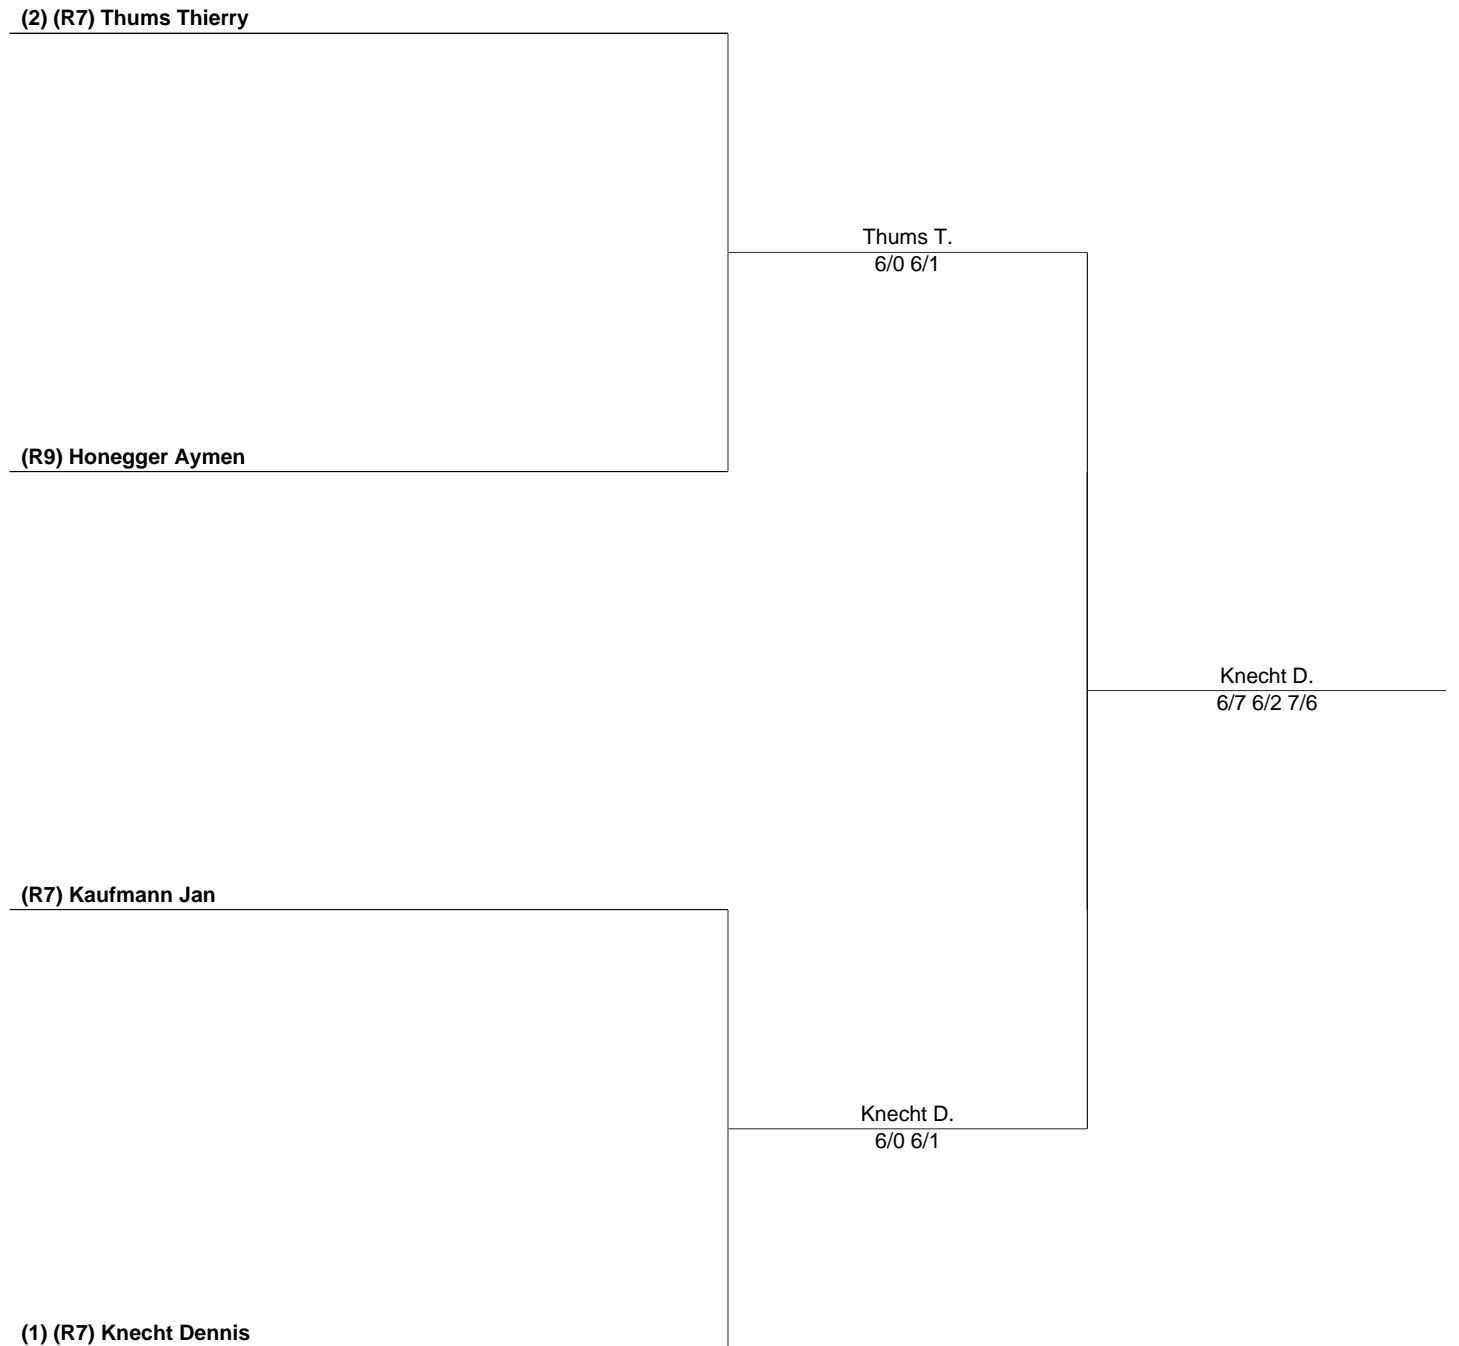 (2) (R7) Thums Thierry
Thums T.
6/0 6/1
(R9) Honegger Aymen
Knecht D.
6/7 6/2 7/6
(R7) Kaufmann Jan
Knecht D.
6/0 6/1
(1) (R7) Knecht Dennis